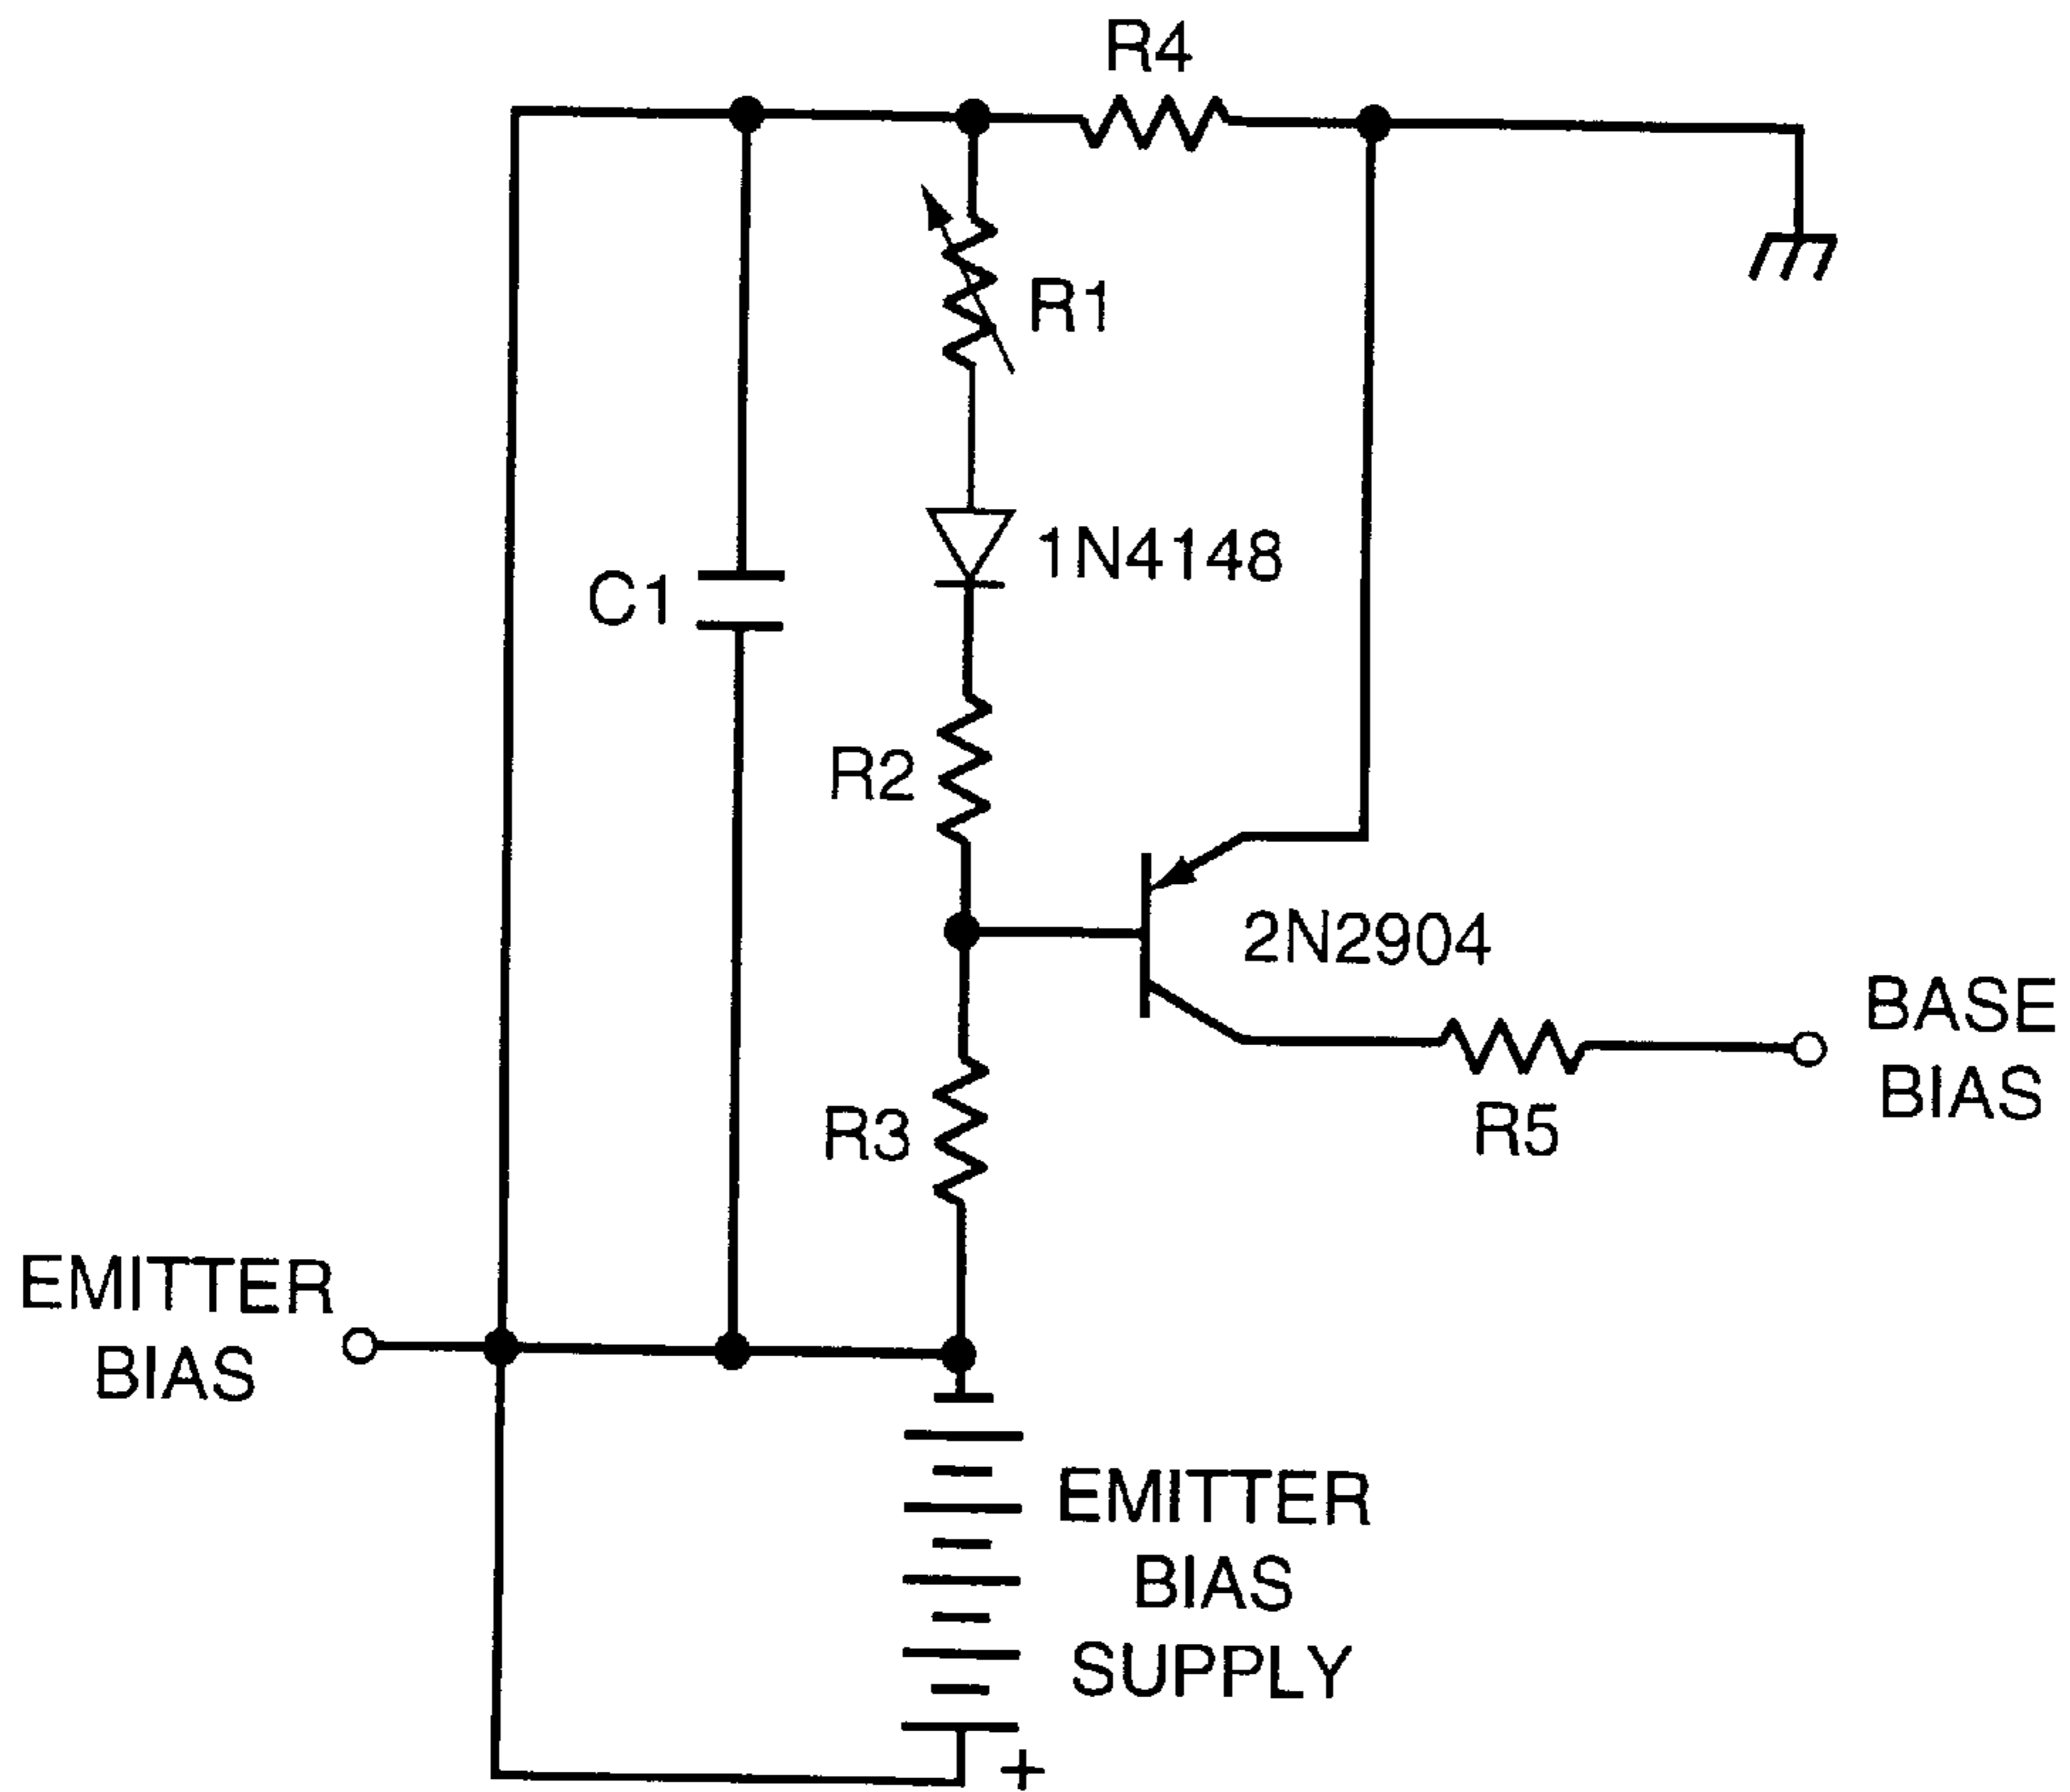 R4
R1
1N4148
C1
R2
2N2904
BASE
BIAS
R3
R5
EMITTER
BIAS
EMITTER
BIAS
SUPPLY
+